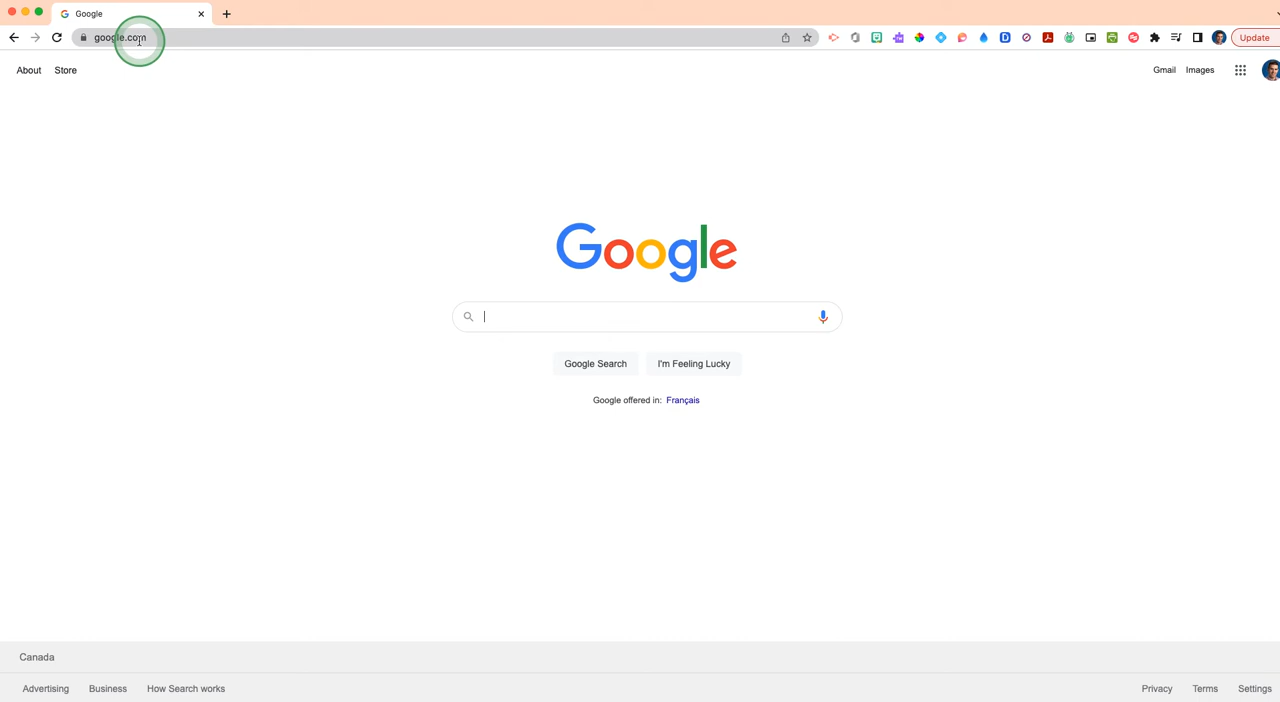 Google
google.com
Update
About Store
Gmail Images
Google
Google Search I'm Feeling Lucky
Google offered in: Français
Canada
Advertising Business How Search works
Privacy Terms Settings